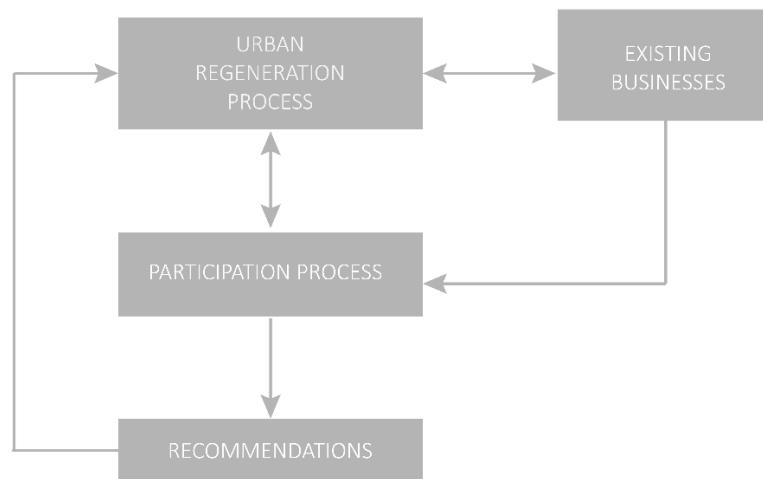 URBAN
REGENERATION
PROCESS
EXISTING
BUSINESSES
PARTICIPATION PROCESS
RECOMMENDATIONS